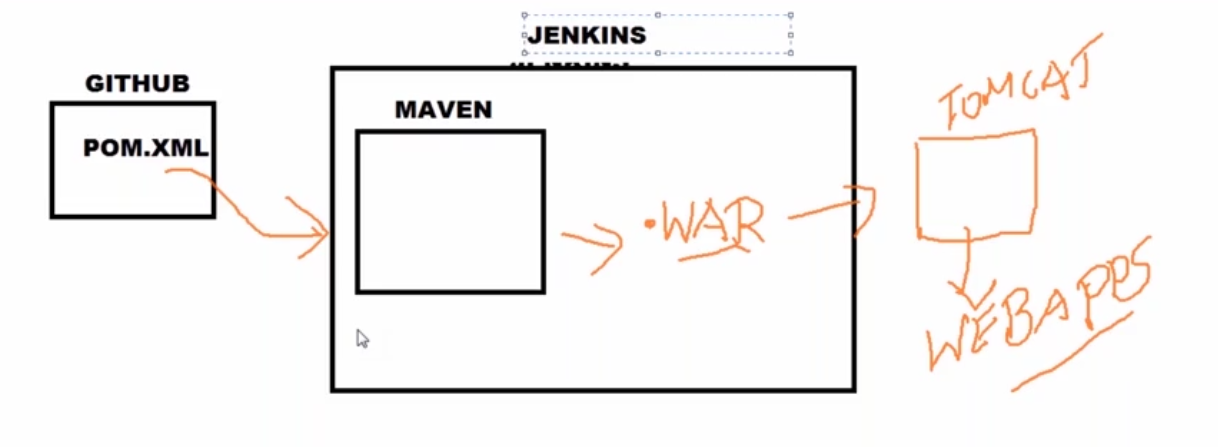 JENKINS
GITHUB
POM.XML
MAVEN
.WAR
TOMCAT
WEBAPPS